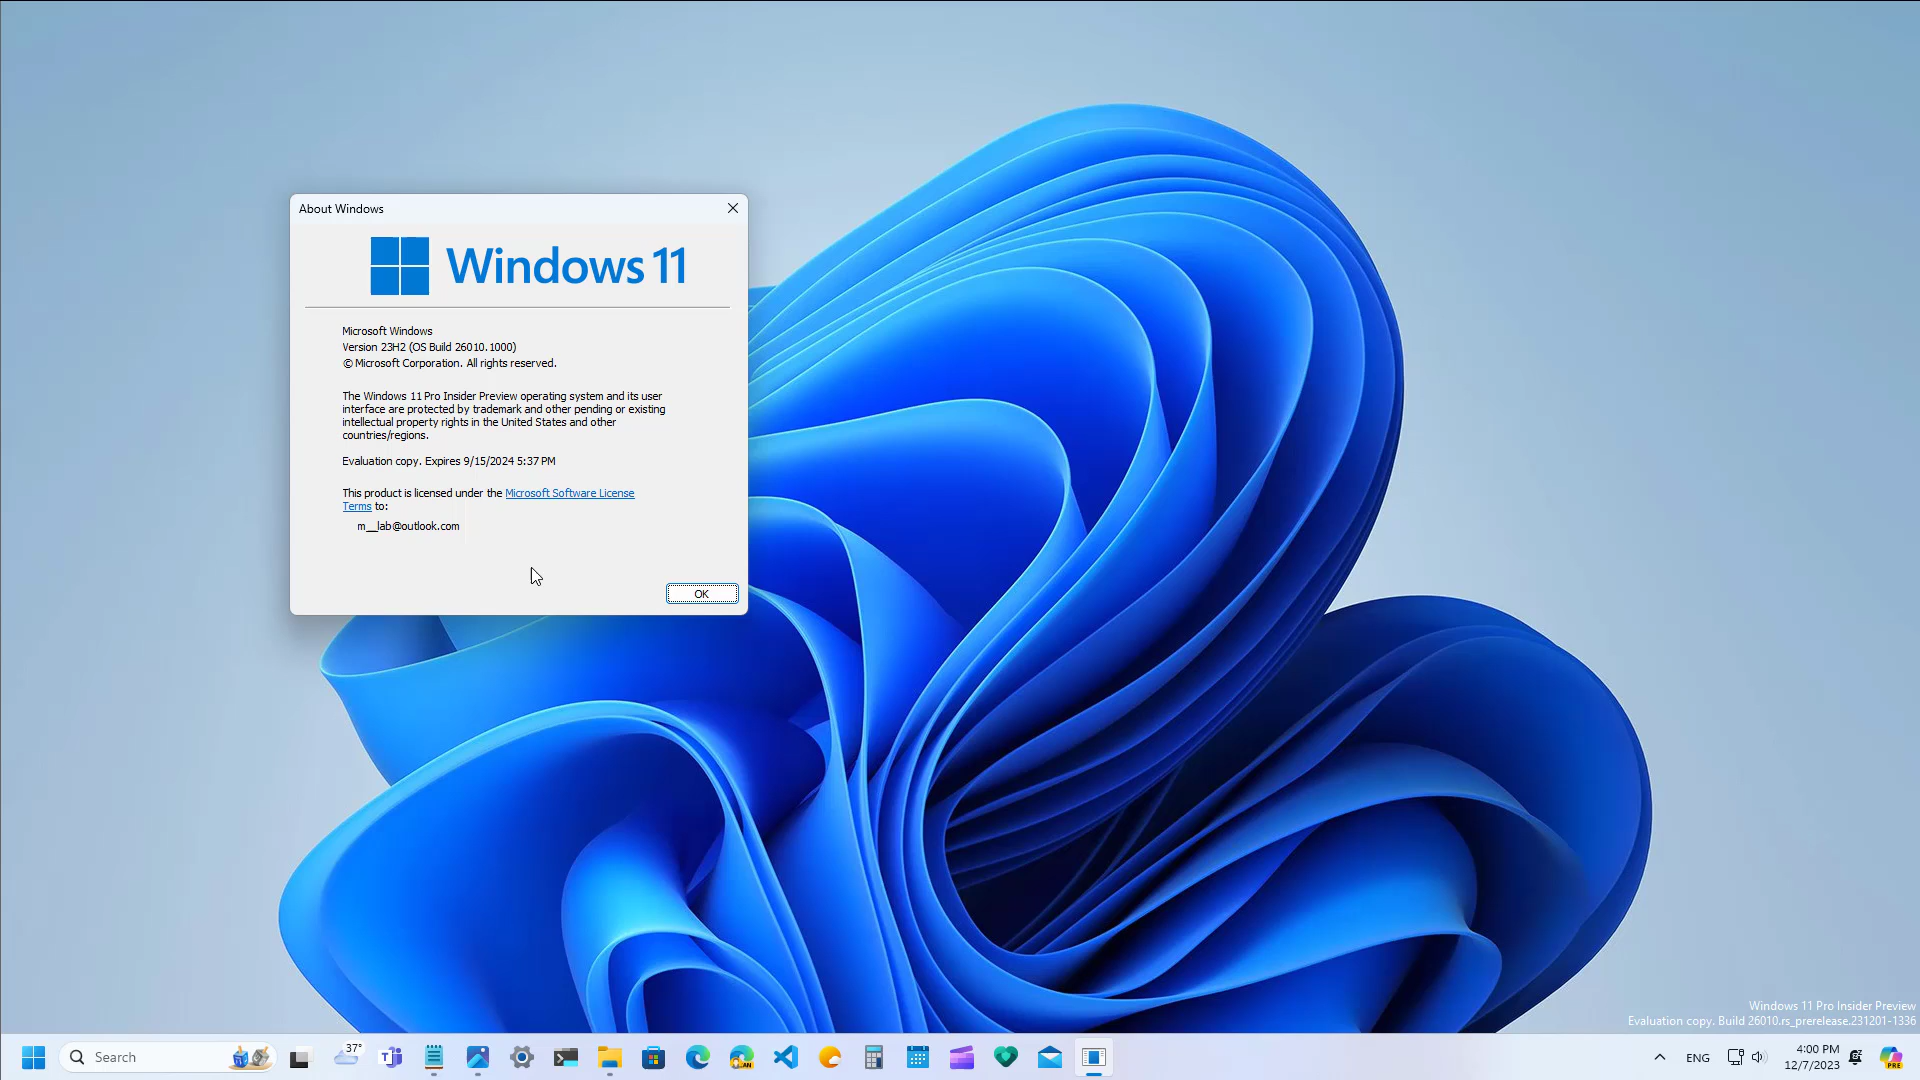 About Windows
Windows 11
Microsoft Windows
Version 23H2 (OS Build 26010.1000)
© Microsoft Corporation. All rights reserved.
The Windows 11 Pro Insider Preview operating system and its user
interface are protected by trademark and other pending or existing
intellectual property rights in the United States and other
countries/regions.
Evaluation copy. Expires 9/15/2024 5:37 PM
This product is licensed under the Microsoft Software License
Terms to:
m__lab@outlook.com
OK
Windows 11 Pro Insider Preview
Evaluation copy. Build 26010.rs_prerelease.231201-1336
Search
37°
CAN
ENG
4:00 PM
12/7/2023
PRE